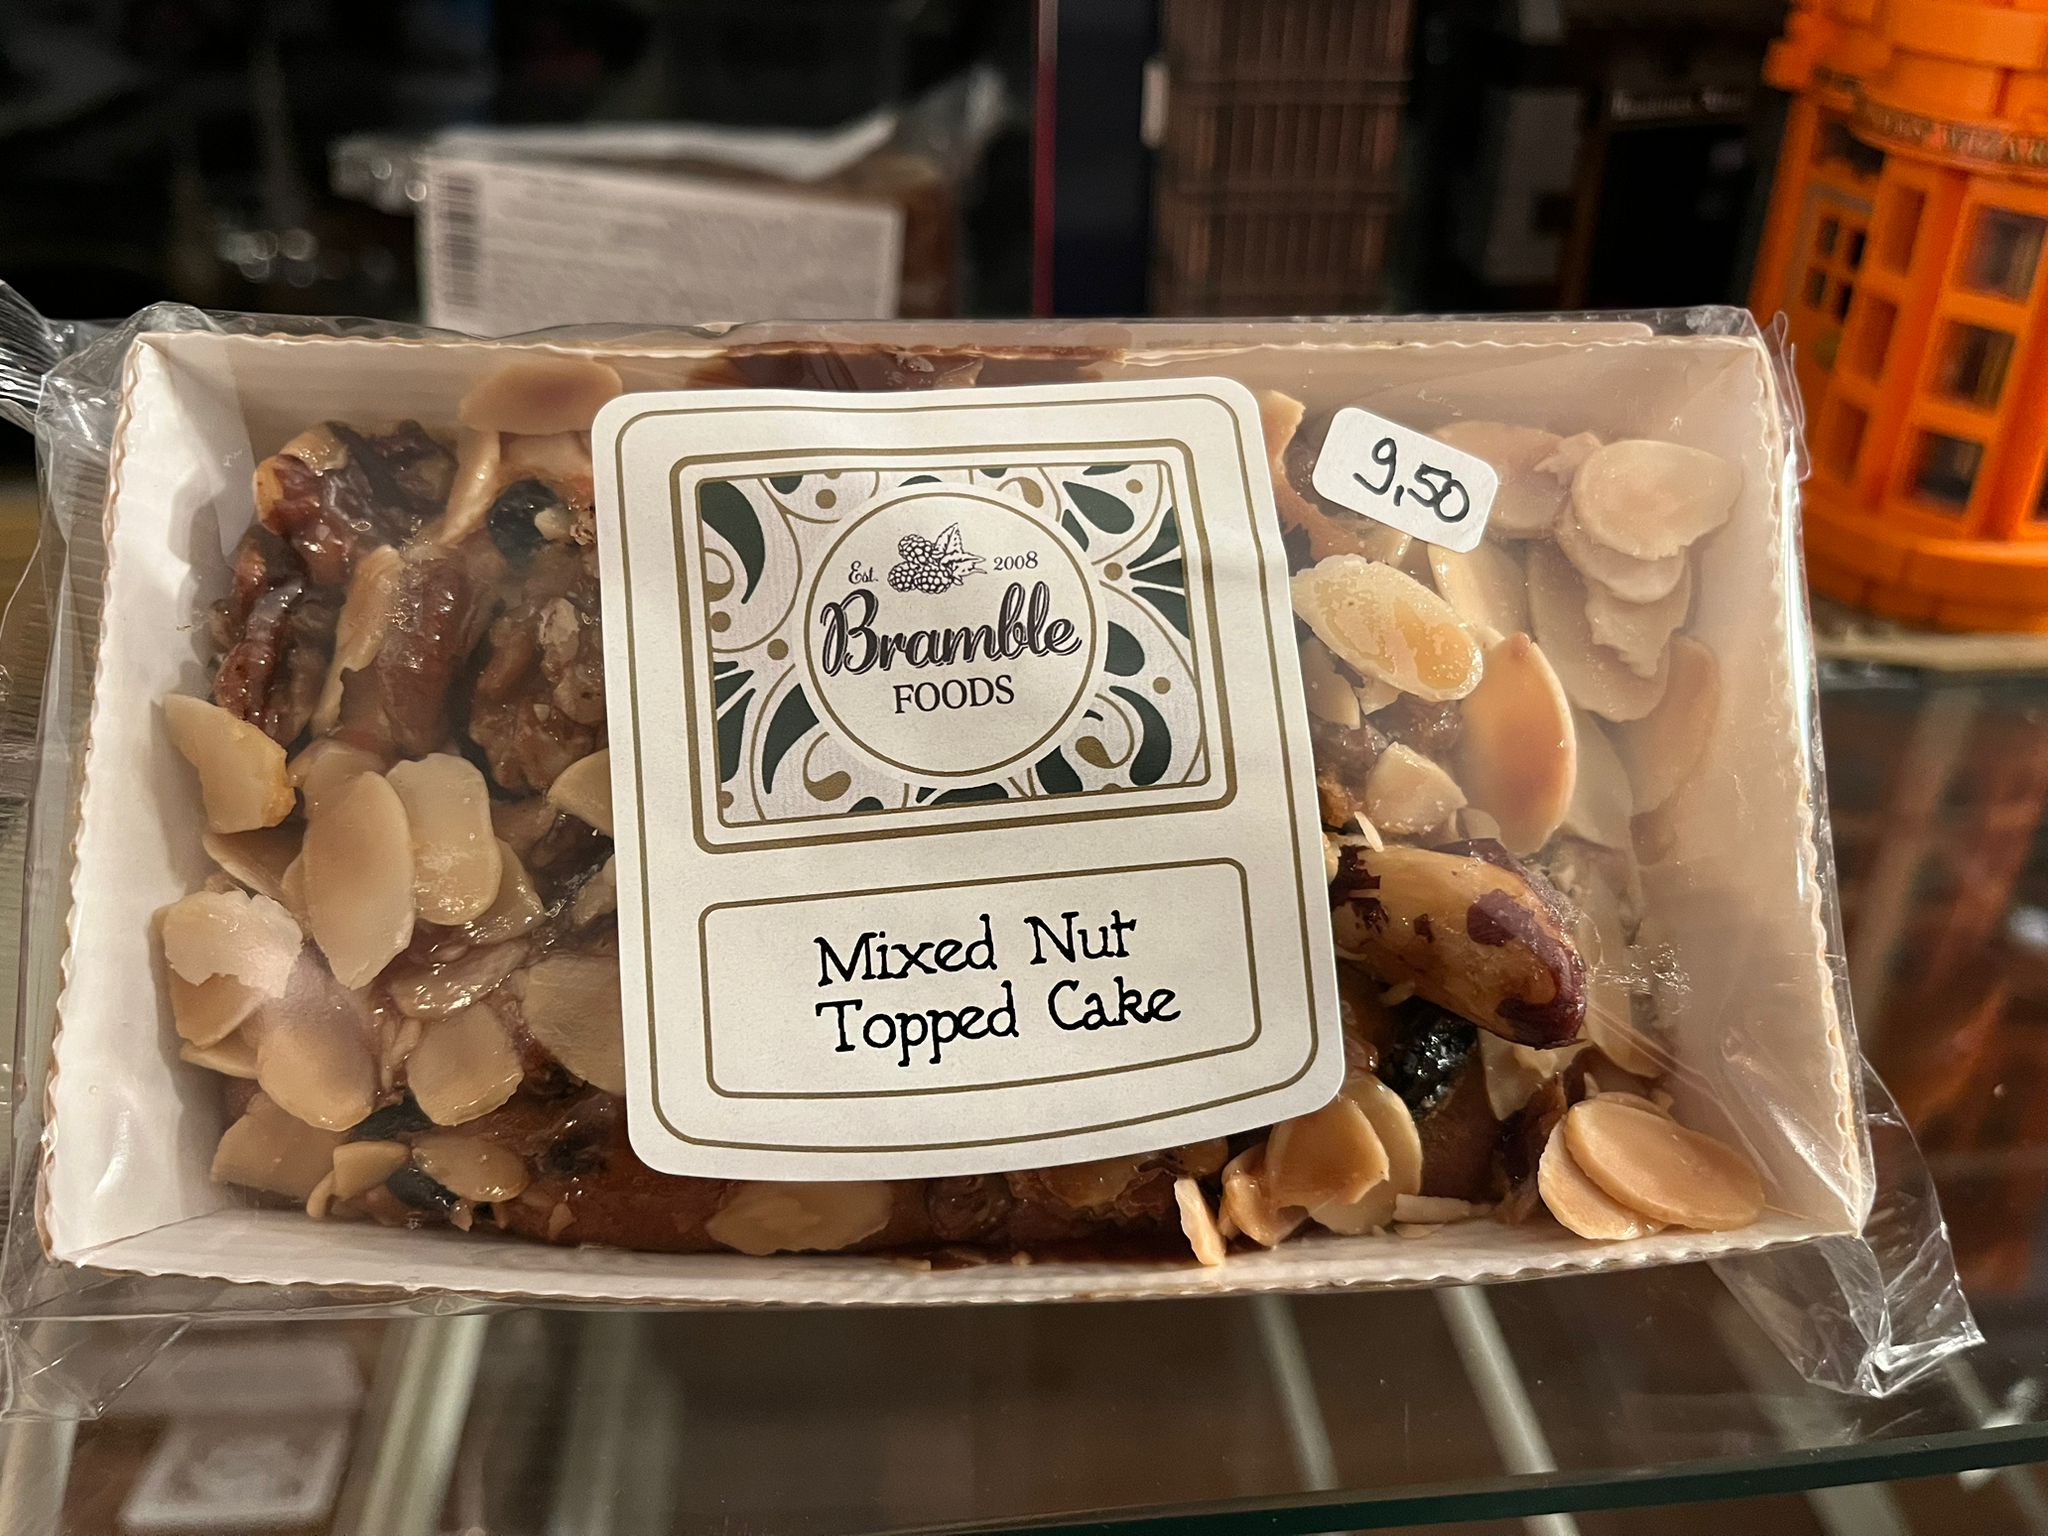 9,50
Est. 2008
Bramble
FOODS
Mixed Nut
Topped Cake